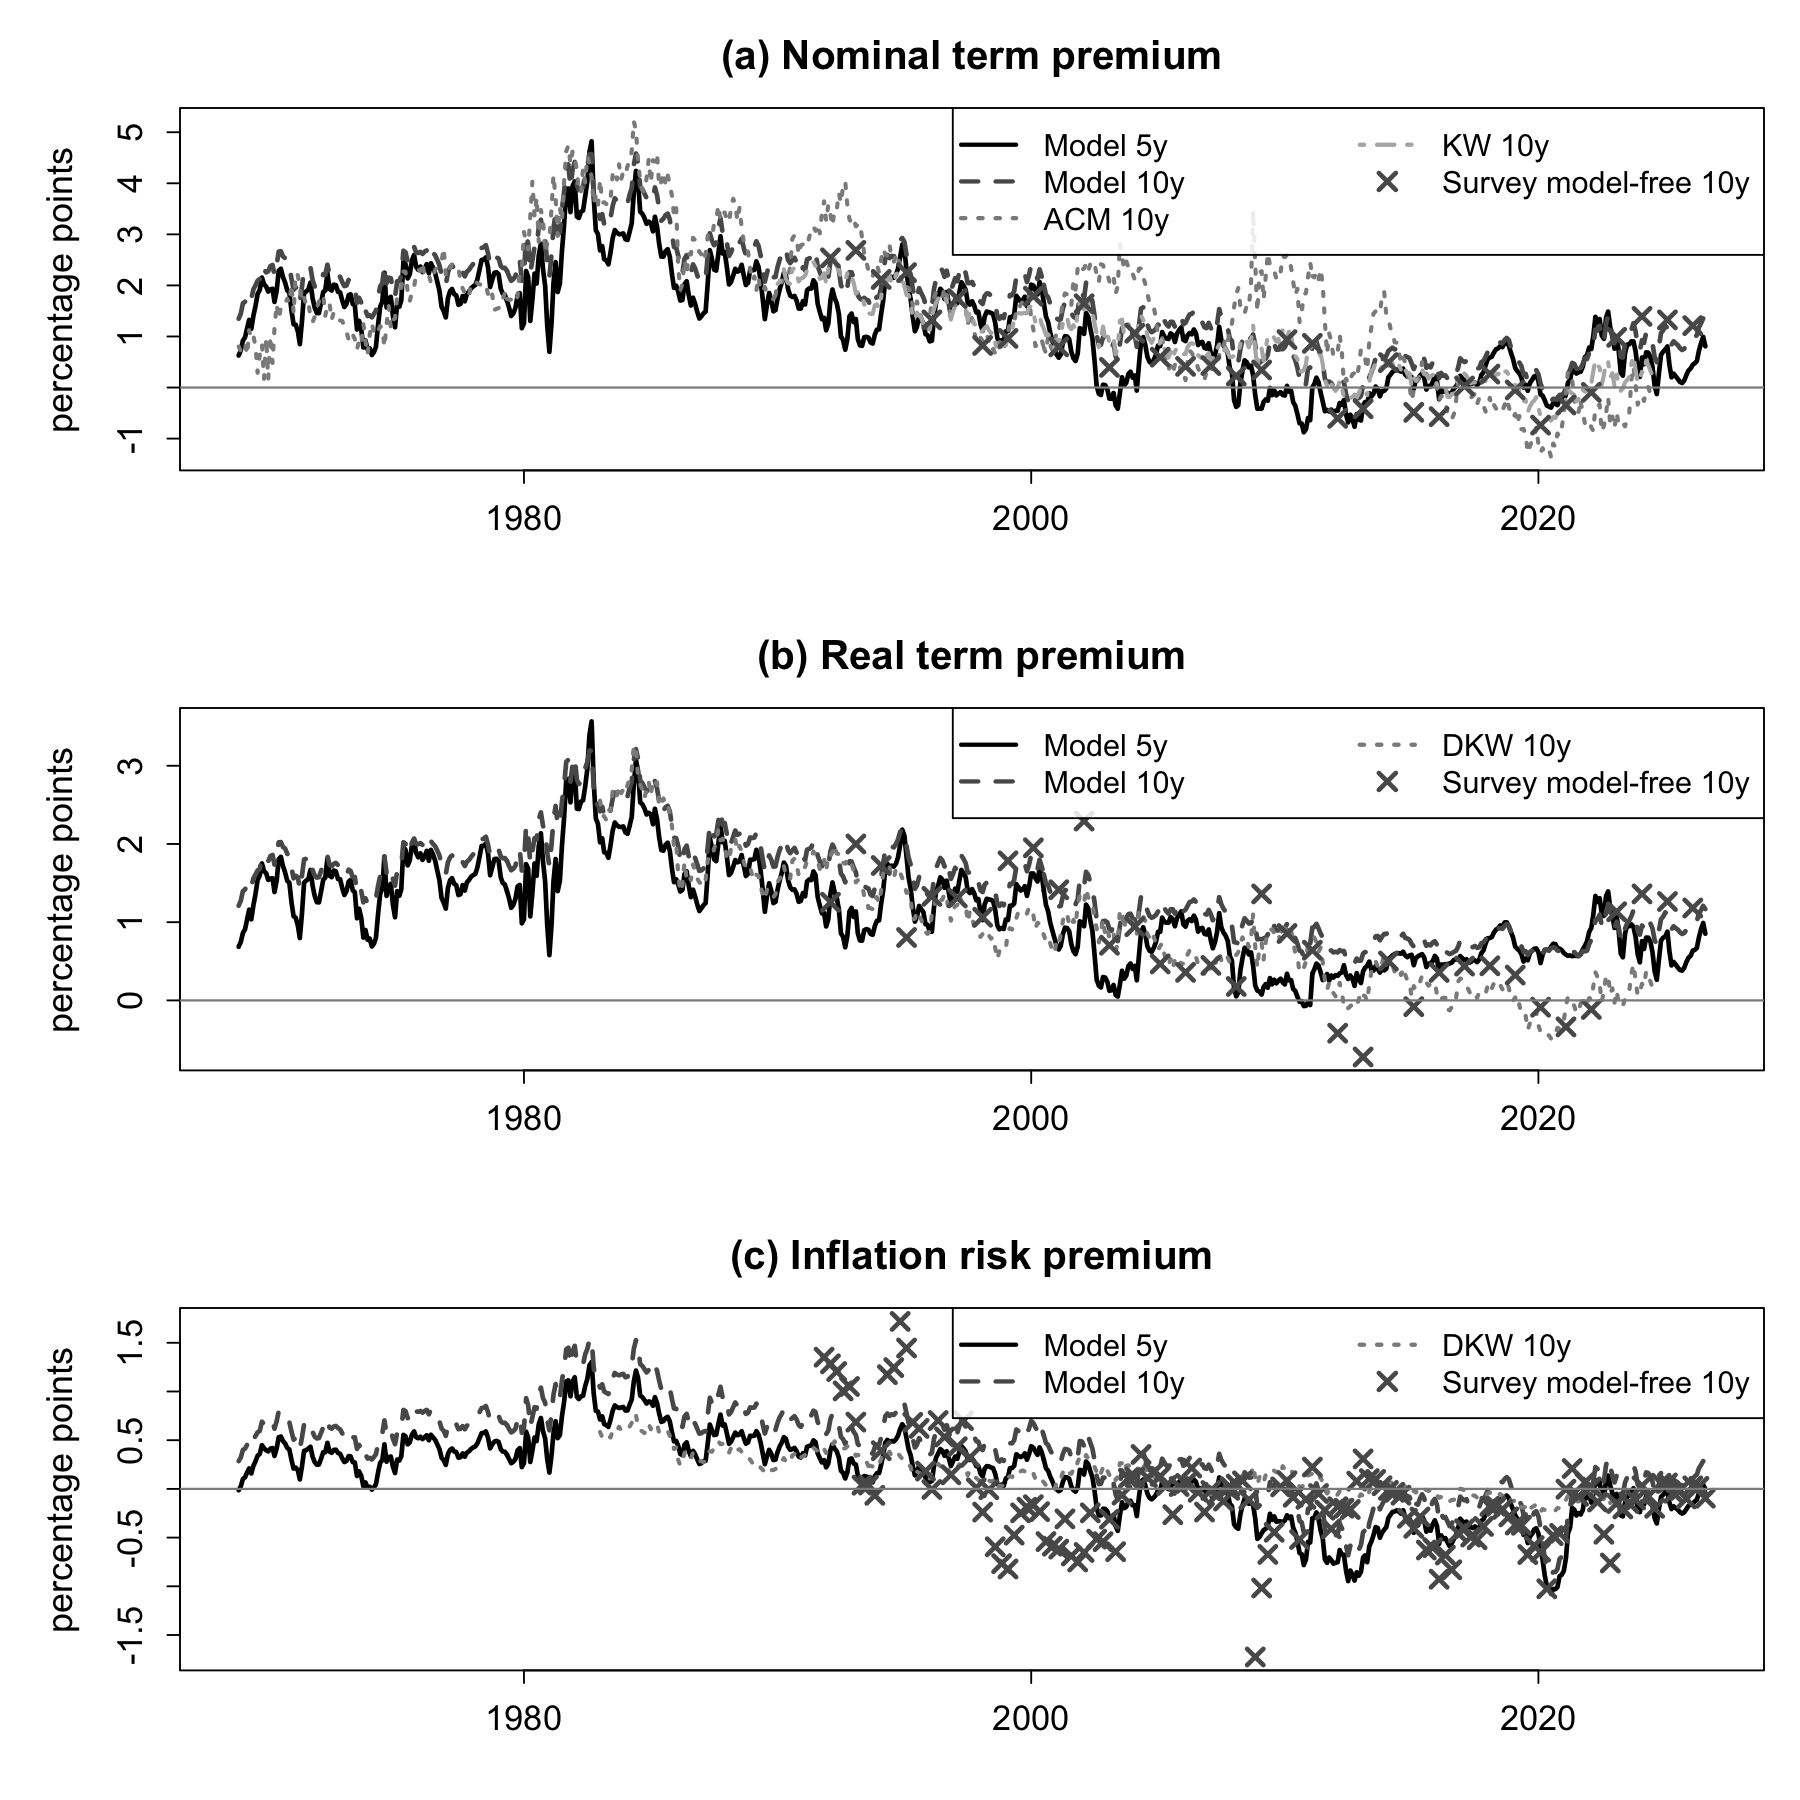 (a) Nominal term premium
percentage points
5
4
3
2
1
-1
Model 5y
Model 10y
ACM 10y
KW 10y
Survey model-free 10y
1980
2000
2020
(b) Real term premium
percentage points
3
2
1
0
Model 5y
Model 10y
DKW 10y
Survey model-free 10y
1980
2000
2020
(c) Inflation risk premium
percentage points
1.5
0.5
-0.5
-1.5
Model 5y
Model 10y
DKW 10y
Survey model-free 10y
1980
2000
2020